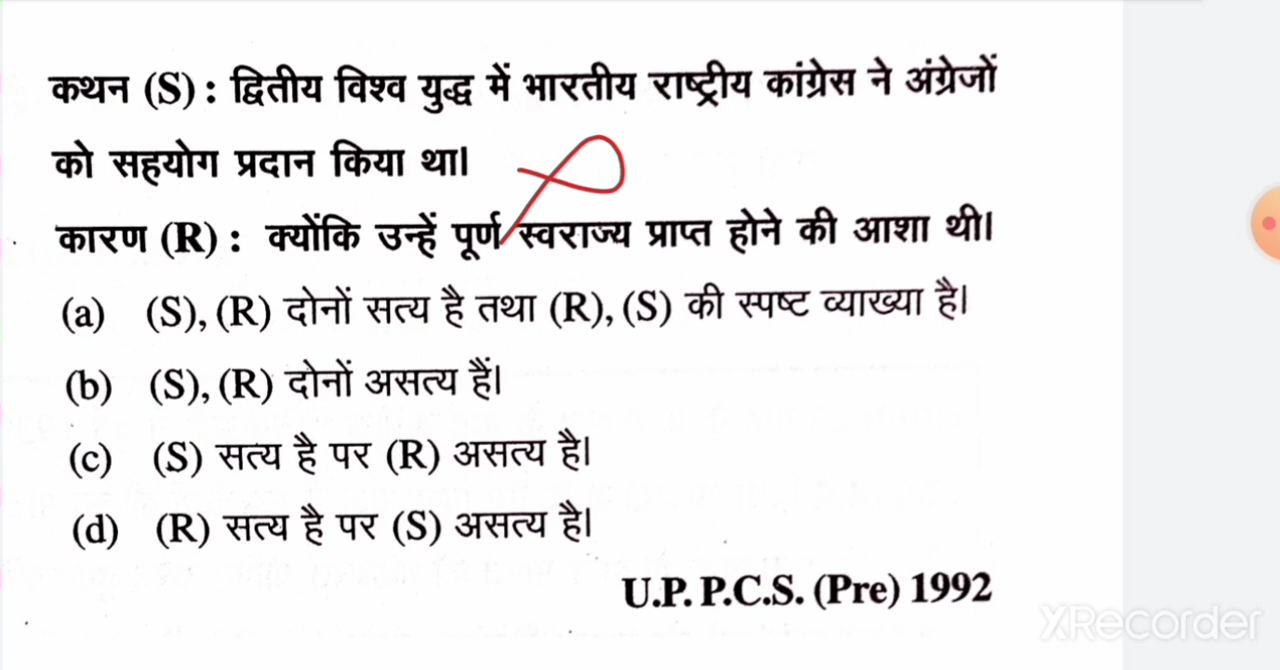 कथन (S) : द्वितीय विश्व युद्ध में भारतीय राष्ट्रीय कांग्रेस ने अंग्रेजों
को सहयोग प्रदान किया था।
कारण (R) : क्योंकि उन्हें पूर्ण स्वराज्य प्राप्त होने की आशा थी।
(a) (S), (R) दोनों सत्य है तथा (R), (S) की स्पष्ट व्याख्या है।
(b) (S), (R) दोनों असत्य हैं।
(c) (S) सत्य है पर (R) असत्य है।
(d) (R) सत्य है पर (S) असत्य है।
U.P. P.C.S. (Pre) 1992
XRecorder